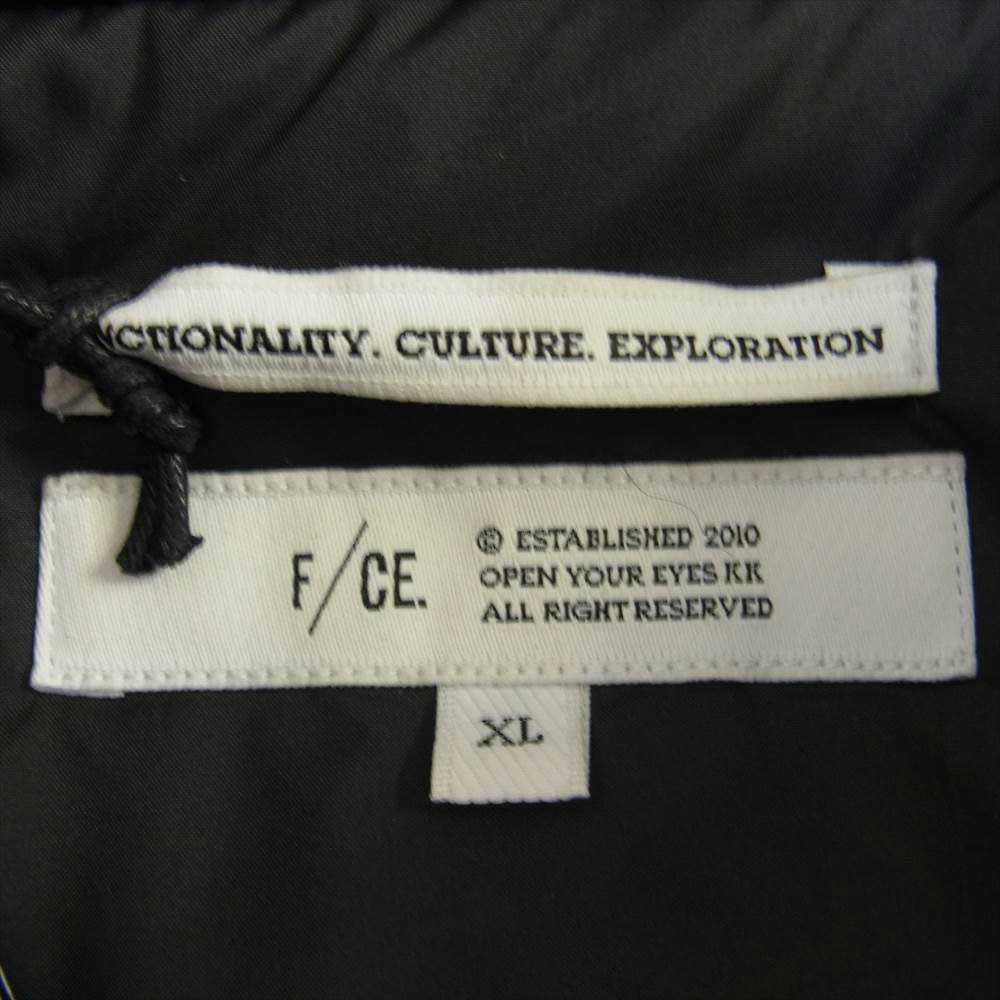 NCTIONALITY. CULTURE. EXPLORATION
F/CE.
© ESTABLISHED 2010
OPEN YOUR EYES KK
ALL RIGHT RESERVED
XL